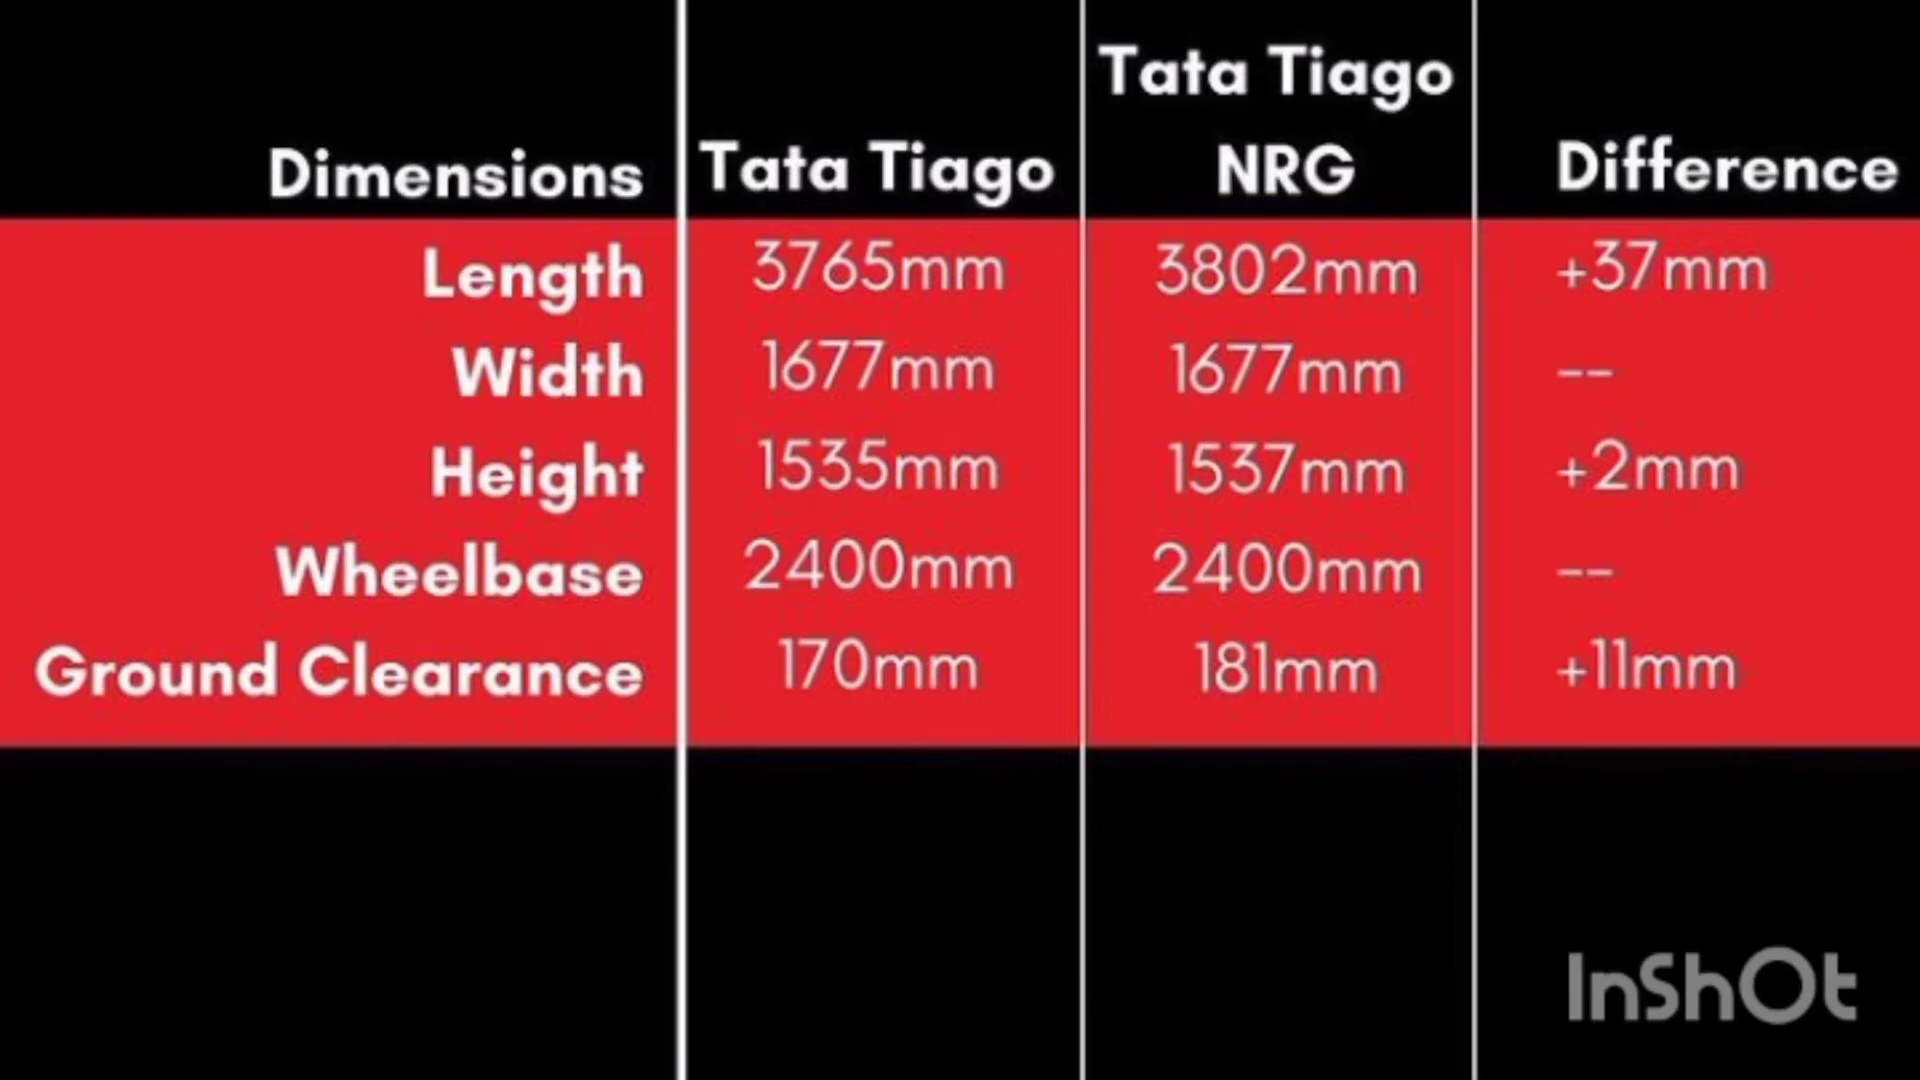 Dimensions Tata Tiago Tata Tiago NRG Difference
Length 3765mm 3802mm +37mm
Width 1677mm 1677mm --
Height 1535mm 1537mm +2mm
Wheelbase 2400mm 2400mm --
Ground Clearance 170mm 181mm +11mm
InShOt